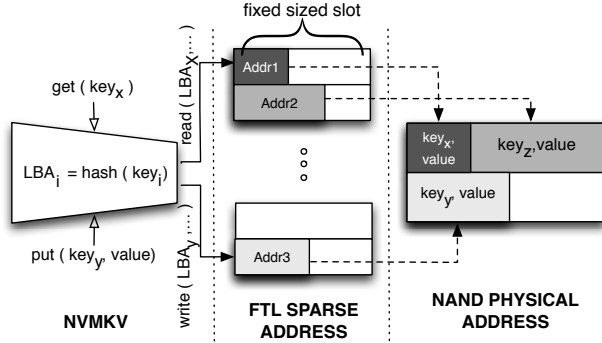 fixed sized slot
get ( key_x )
read ( LBA_x,...)
Addr1
Addr2
LBA_i = hash ( key_i )
key_x,
value
key_z,value
key_y, value
put ( key_y, value)
write ( LBA_y,...)
Addr3
NVMKV
FTL SPARSE
ADDRESS
NAND PHYSICAL
ADDRESS